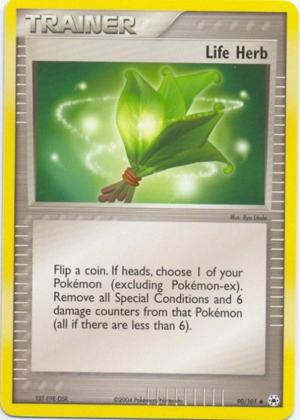 TRAINER
Life Herb
Illus. Ryo Ueda
Flip a coin. If heads, choose 1 of your
Pokémon (excluding Pokémon-ex).
Remove all Special Conditions and 6
damage counters from that Pokémon
(all if there are less than 6).
©2004 Pokémon/Nintendo
90/101